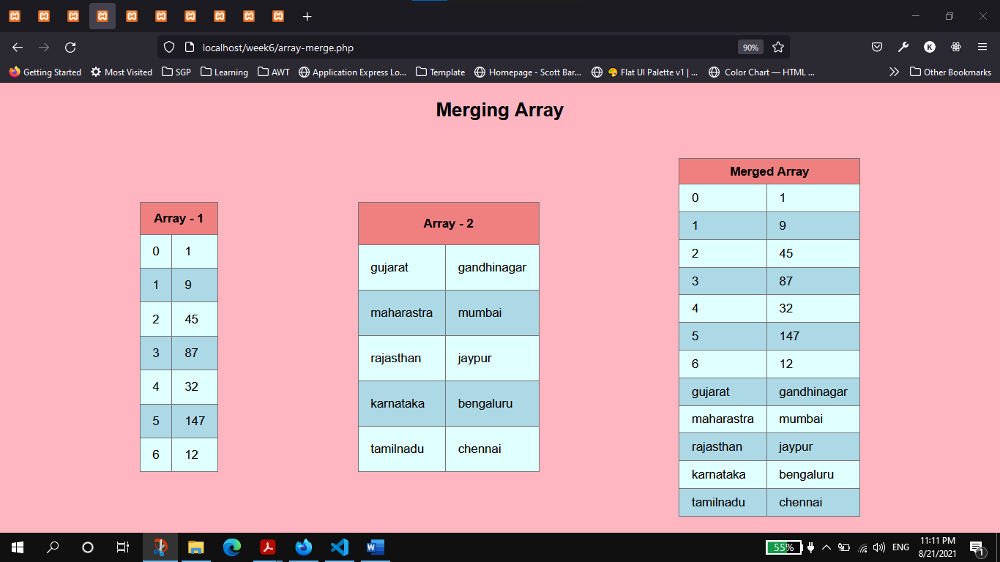 localhost/week6/array-merge.php
90%
K
Getting Started
Most Visited
SGP
Learning
AWT
Application Express Lo...
Template
Homepage - Scott Bar...
Flat UI Palette v1 | ...
Color Chart — HTML ...
Other Bookmarks
Merging Array
Array - 1
0 1
1 9
2 45
3 87
4 32
5 147
6 12
Array - 2
gujarat gandhinagar
maharastra mumbai
rajasthan jaypur
karnataka bengaluru
tamilnadu chennai
Merged Array
0 1
1 9
2 45
3 87
4 32
5 147
6 12
gujarat gandhinagar
maharastra mumbai
rajasthan jaypur
karnataka bengaluru
tamilnadu chennai
55%
ENG
11:11 PM
8/21/2021
1